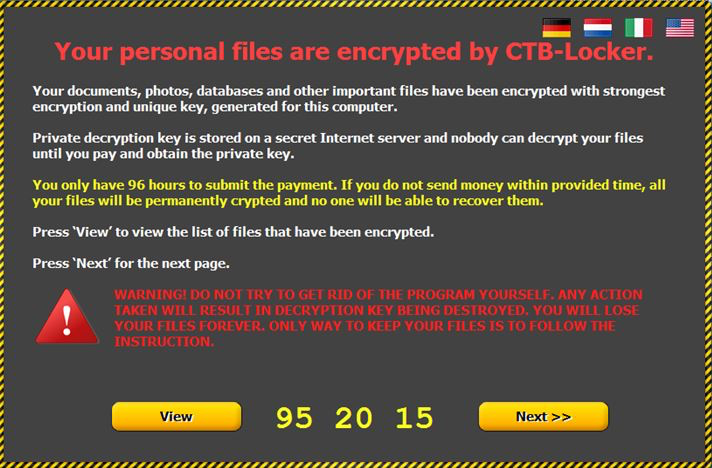 Your personal files are encrypted by CTB-Locker.
Your documents, photos, databases and other important files have been encrypted with strongest
encryption and unique key, generated for this computer.
Private decryption key is stored on a secret Internet server and nobody can decrypt your files
until you pay and obtain the private key.
You only have 96 hours to submit the payment. If you do not send money within provided time, all
your files will be permanently crypted and no one will be able to recover them.
Press ‘View’ to view the list of files that have been encrypted.
Press ‘Next’ for the next page.
WARNING! DO NOT TRY TO GET RID OF THE PROGRAM YOURSELF. ANY ACTION
TAKEN WILL RESULT IN DECRYPTION KEY BEING DESTROYED. YOU WILL LOSE
YOUR FILES FOREVER. ONLY WAY TO KEEP YOUR FILES IS TO FOLLOW THE
INSTRUCTION.
View
95 20 15
Next >>